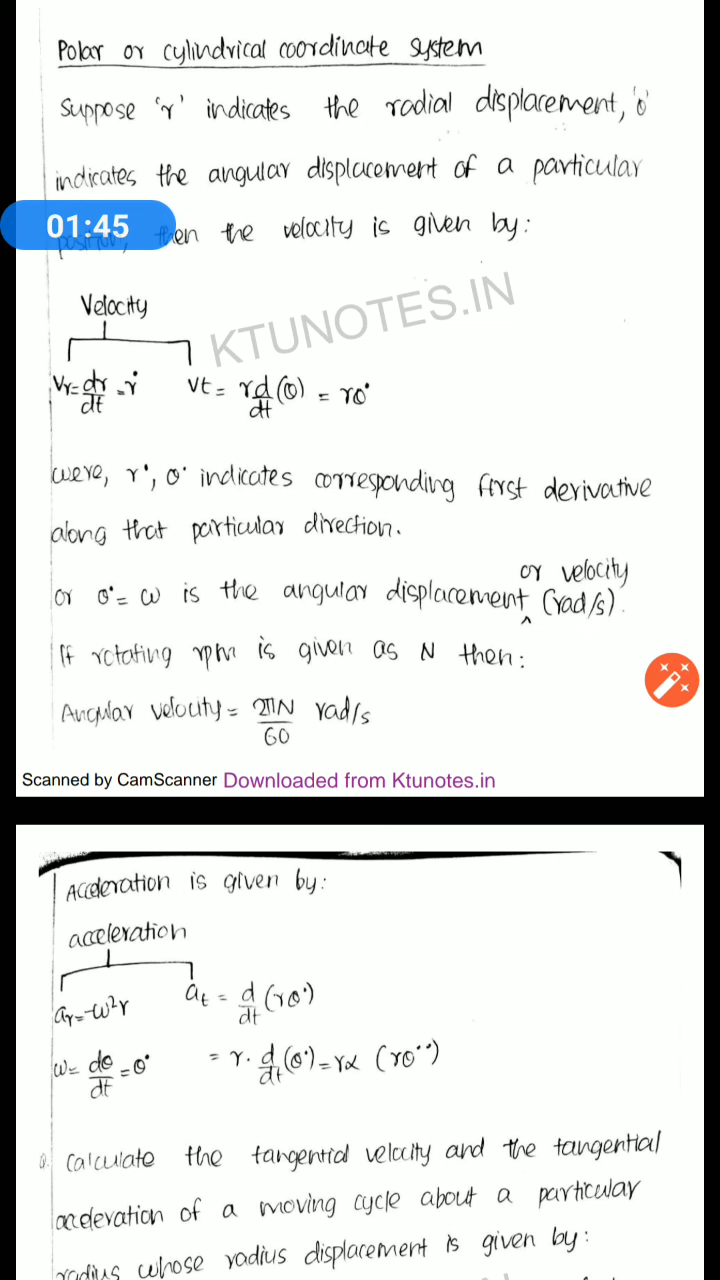 Polar or cylindrical coordinate system
Suppose 'r' indicates the radial displacement, 'θ'
indicates the angular displacement of a particular
01:45
then the velocity is given by:
KTUNOTES.IN
Velocity
Vr = dr/dt = ṙ Vt = r d/dt (θ) = rθ˙
were, r˙, θ˙ indicates corresponding first derivative
along that particular direction.
or velocity
or θ˙ = ω is the angular displacement ^ (rad/s).
If rotating rpm is given as N then:
Angular velocity = 2πN/60 rad/s
Scanned by CamScanner Downloaded from Ktunotes.in
Acceleration is given by:
acceleration
ar = -ω²r at = d/dt (rθ˙)
ω = dθ/dt = θ˙ = r. d/dt (θ˙) = rα (rθ˙˙)
Q. Calculate the tangential velocity and the tangential
acceleration of a moving cycle about a particular
radius whose radius displacement is given by: